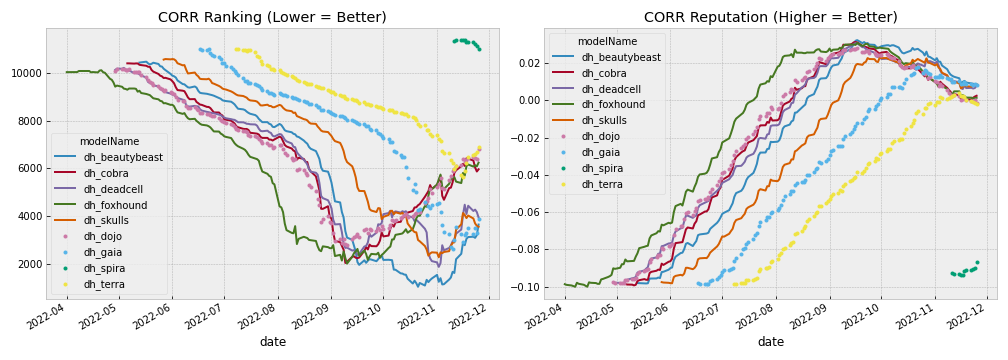 CORR Ranking (Lower = Better)
10000
8000
6000
4000
2000
modelName
dh_beautybeast
dh_cobra
dh_deadcell
dh_foxhound
dh_skulls
dh_dojo
dh_gaia
dh_spira
dh_terra
2022-04
2022-05
2022-06
2022-07
2022-08
2022-09
2022-10
2022-11
2022-12
date
CORR Reputation (Higher = Better)
0.02
0.00
−0.02
−0.04
−0.06
−0.08
−0.10
modelName
dh_beautybeast
dh_cobra
dh_deadcell
dh_foxhound
dh_skulls
dh_dojo
dh_gaia
dh_spira
dh_terra
2022-04
2022-05
2022-06
2022-07
2022-08
2022-09
2022-10
2022-11
2022-12
date